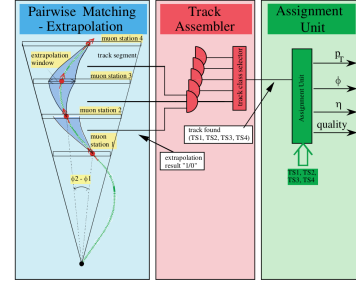 Pairwise Matching
- Extrapolation
Track
Assembler
Assignment
Unit
muon station 4
extrapolation
window
track segment
muon station 3
muon station 2
muon
station 1
φ2 - φ1
extrapolation
result "1/0"
track found
(TS1, TS2, TS3, TS4)
track class selector
Assignment Unit
p_T
φ
η
quality
TS1, TS2,
TS3, TS4